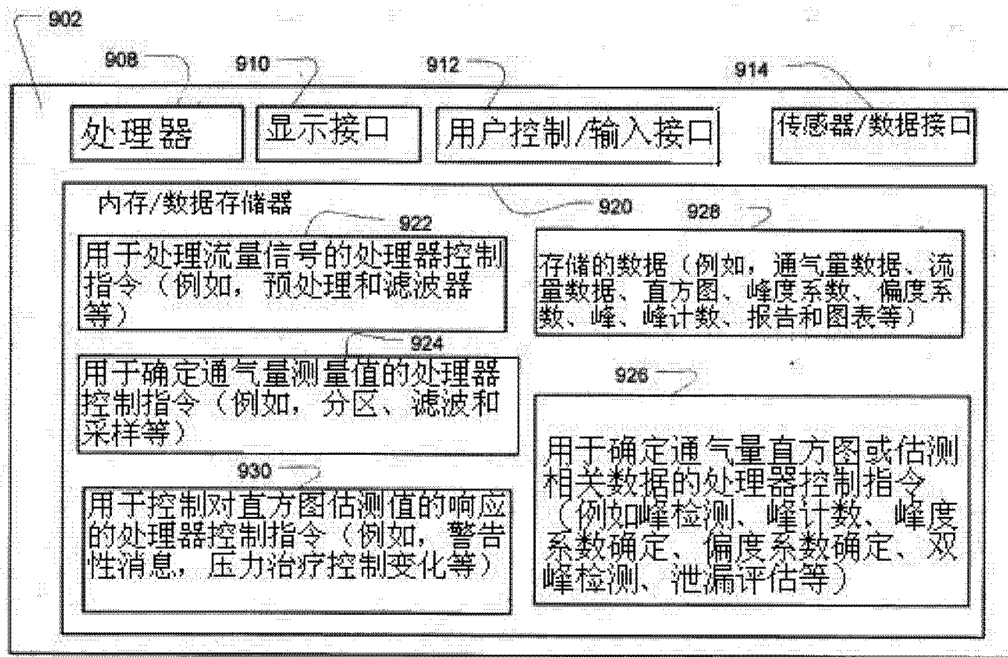 902
908
910
912
914
处理器
显示接口
用户控制/输入接口
传感器/数据接口
内存/数据存储器
920
922
用于处理流量信号的处理器控制
指令（例如，预处理和滤波器
等）
924
用于确定通气量测量值的处理器
控制指令（例如，分区、滤波和
采样等）
930
用于控制对直方图估测值的响应
的处理器控制指令（例如，警告
性消息，压力治疗控制变化等）
928
存储的数据（例如，通气量数据、流
量数据、直方图、峰度系数、偏度系
数、峰、峰计数、报告和图表等）
926
用于确定通气量直方图或估测
相关数据的处理器控制指令
（例如峰检测、峰计数、峰度
系数确定、偏度系数确定、双
峰检测、泄漏评估等）